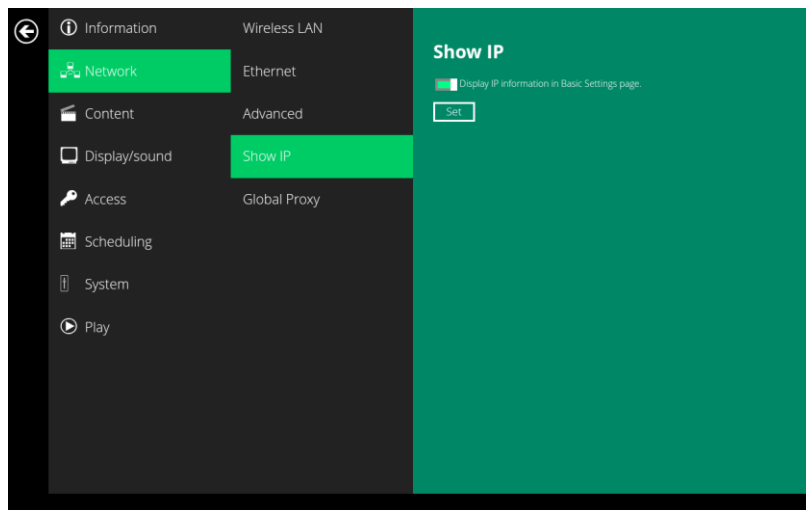 Information
Network
Content
Display/sound
Access
Scheduling
System
Play
Wireless LAN
Ethernet
Advanced
Show IP
Global Proxy
Show IP
Display IP information in Basic Settings page.
Set